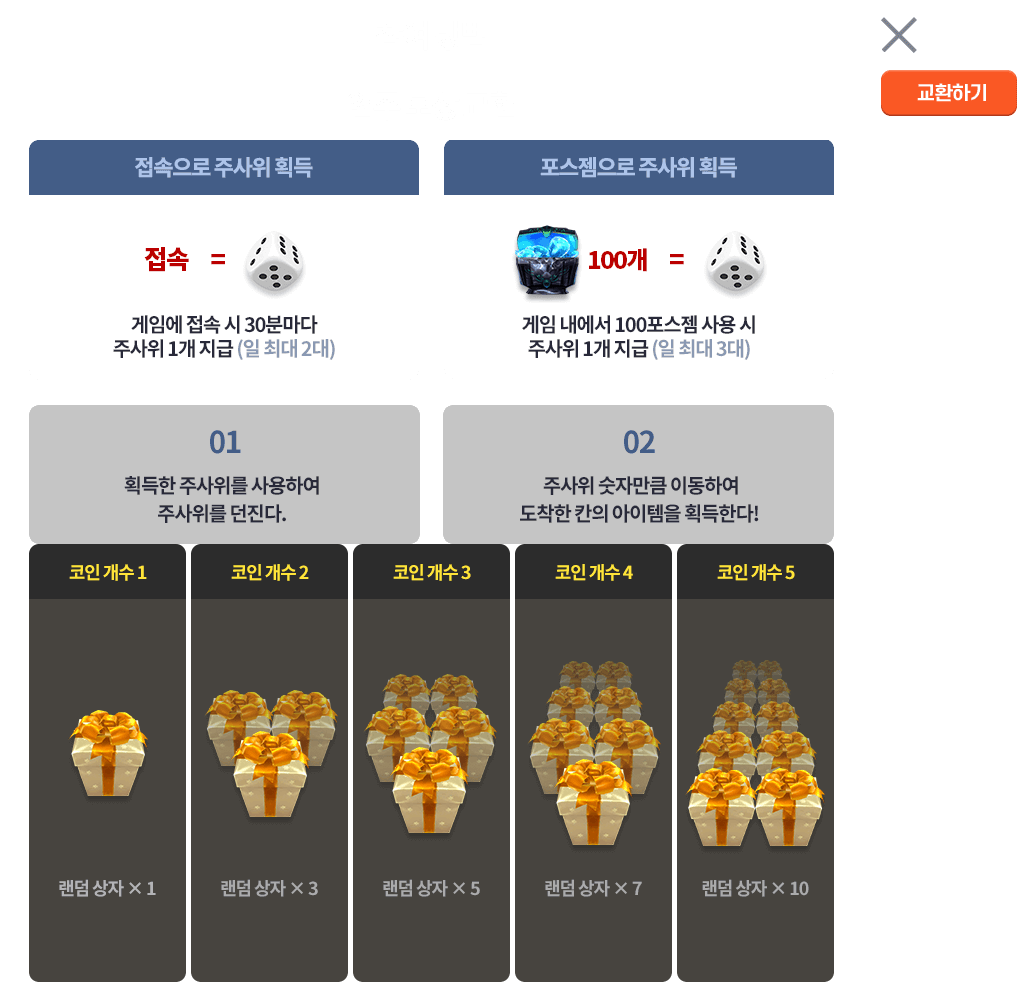 교환하기
접속으로 주사위 획득
포스젬으로 주사위 획득
접속 =
100개 =
게임에 접속 시 30분마다
주사위 1개 지급 (일 최대 2대)
게임 내에서 100포스젬 사용 시
주사위 1개 지급 (일 최대 3대)
01
획득한 주사위를 사용하여
주사위를 던진다.
02
주사위 숫자만큼 이동하여
도착한 칸의 아이템을 획득한다!
코인 개수 1
코인 개수 2
코인 개수 3
코인 개수 4
코인 개수 5
랜덤 상자 × 1
랜덤 상자 × 3
랜덤 상자 × 5
랜덤 상자 × 7
랜덤 상자 × 10